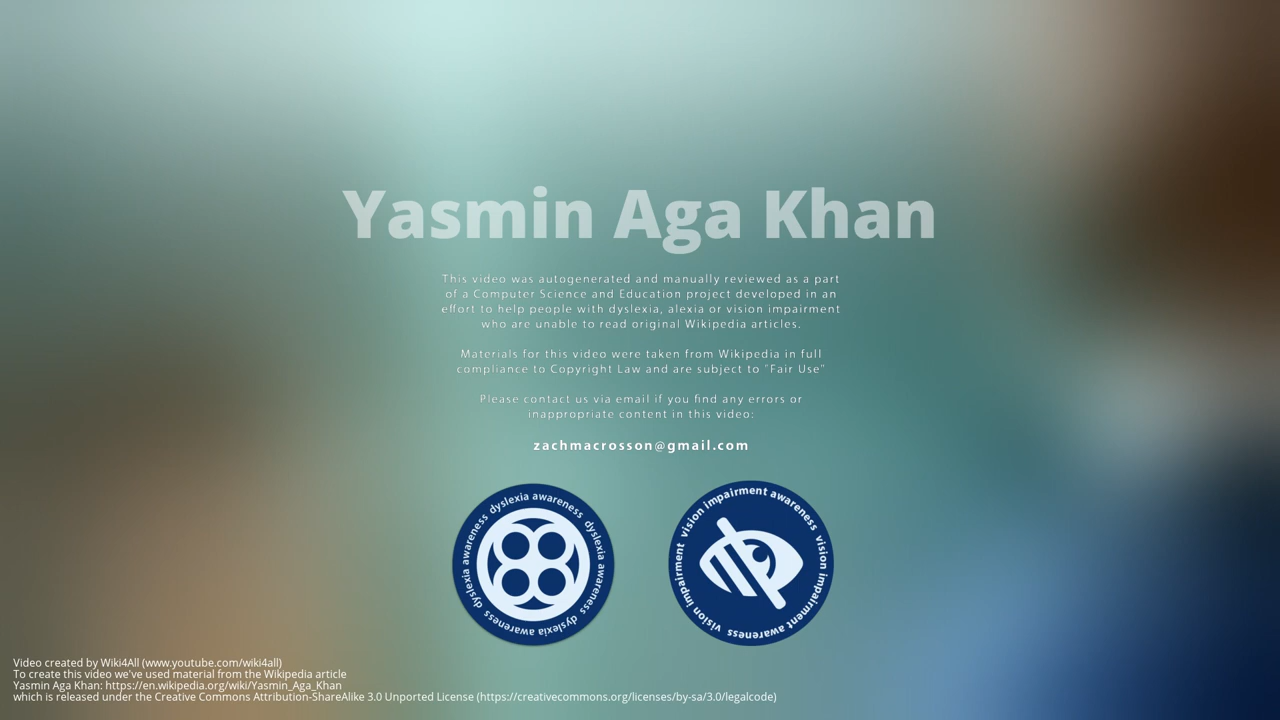 Yasmin Aga Khan
This video was autogenerated and manually reviewed as a part
of a Computer Science and Education project developed in an
effort to help people with dyslexia, alexia or vision impairment
who are unable to read original Wikipedia articles.
Materials for this video were taken from Wikipedia in full
compliance to Copyright Law and are subject to "Fair Use"
Please contact us via email if you find any errors or
inappropriate content in this video:
zachmacrosson@gmail.com
dyslexia awareness dyslexia awareness dyslexia awareness dyslexia awareness
vision impairment awareness vision impairment awareness vision impairment
Video created by Wiki4All (www.youtube.com/wiki4all)
To create this video we've used material from the Wikipedia article
Yasmin Aga Khan: https://en.wikipedia.org/wiki/Yasmin_Aga_Khan
which is released under the Creative Commons Attribution-ShareAlike 3.0 Unported License (https://creativecommons.org/licenses/by-sa/3.0/legalcode)